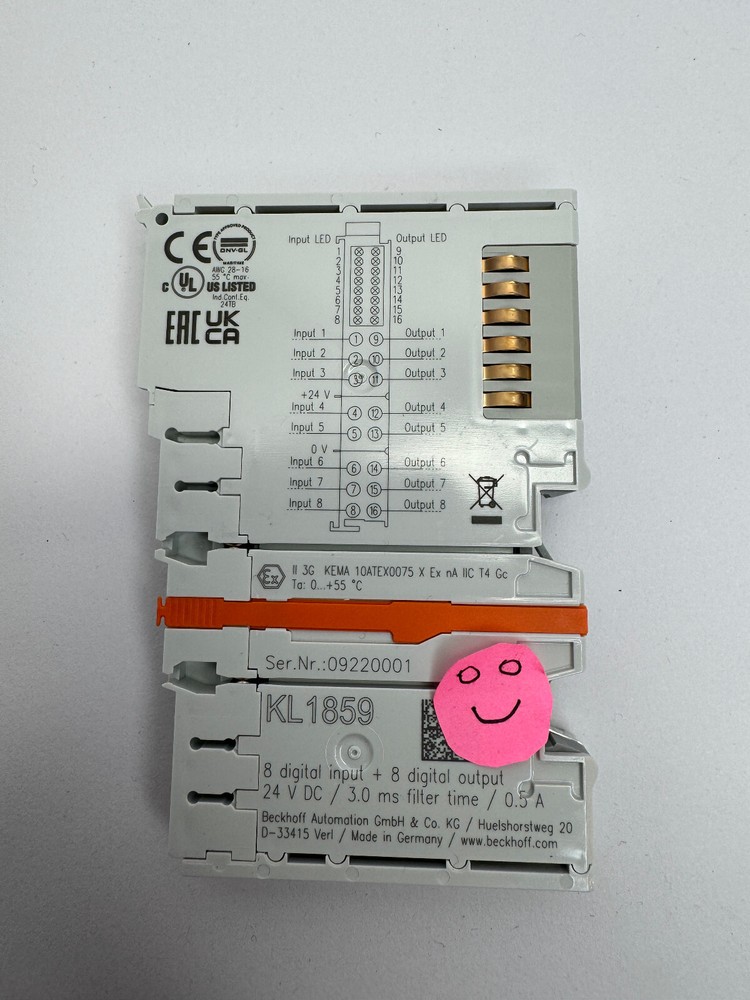 CE
TYPE APPROVED PRODUCT
DNV·GL
MARITIME
AWG 28-16
55 °C max
C UL US LISTED
Ind.Cont.Eq.
24TB
EAC UK
CA
Input LED Output LED
1 9
2 10
3 11
4 12
5 13
6 14
7 15
8 16
Input 1 1 9 Output 1
Input 2 2 10 Output 2
Input 3 3 11 Output 3
+24 V
Input 4 4 12 Output 4
Input 5 5 13 Output 5
0 V
Input 6 6 14 Output 6
Input 7 7 15 Output 7
Input 8 8 16 Output 8
Ex II 3G KEMA 10ATEX0075 X Ex nA IIC T4 Gc
Ta: 0...+55 °C
Ser.Nr.:09220001
KL1859
8 digital input + 8 digital output
24 V DC / 3.0 ms filter time / 0.5 A
Beckhoff Automation GmbH & Co. KG / Huelshorstweg 20
D-33415 Verl / Made in Germany / www.beckhoff.com